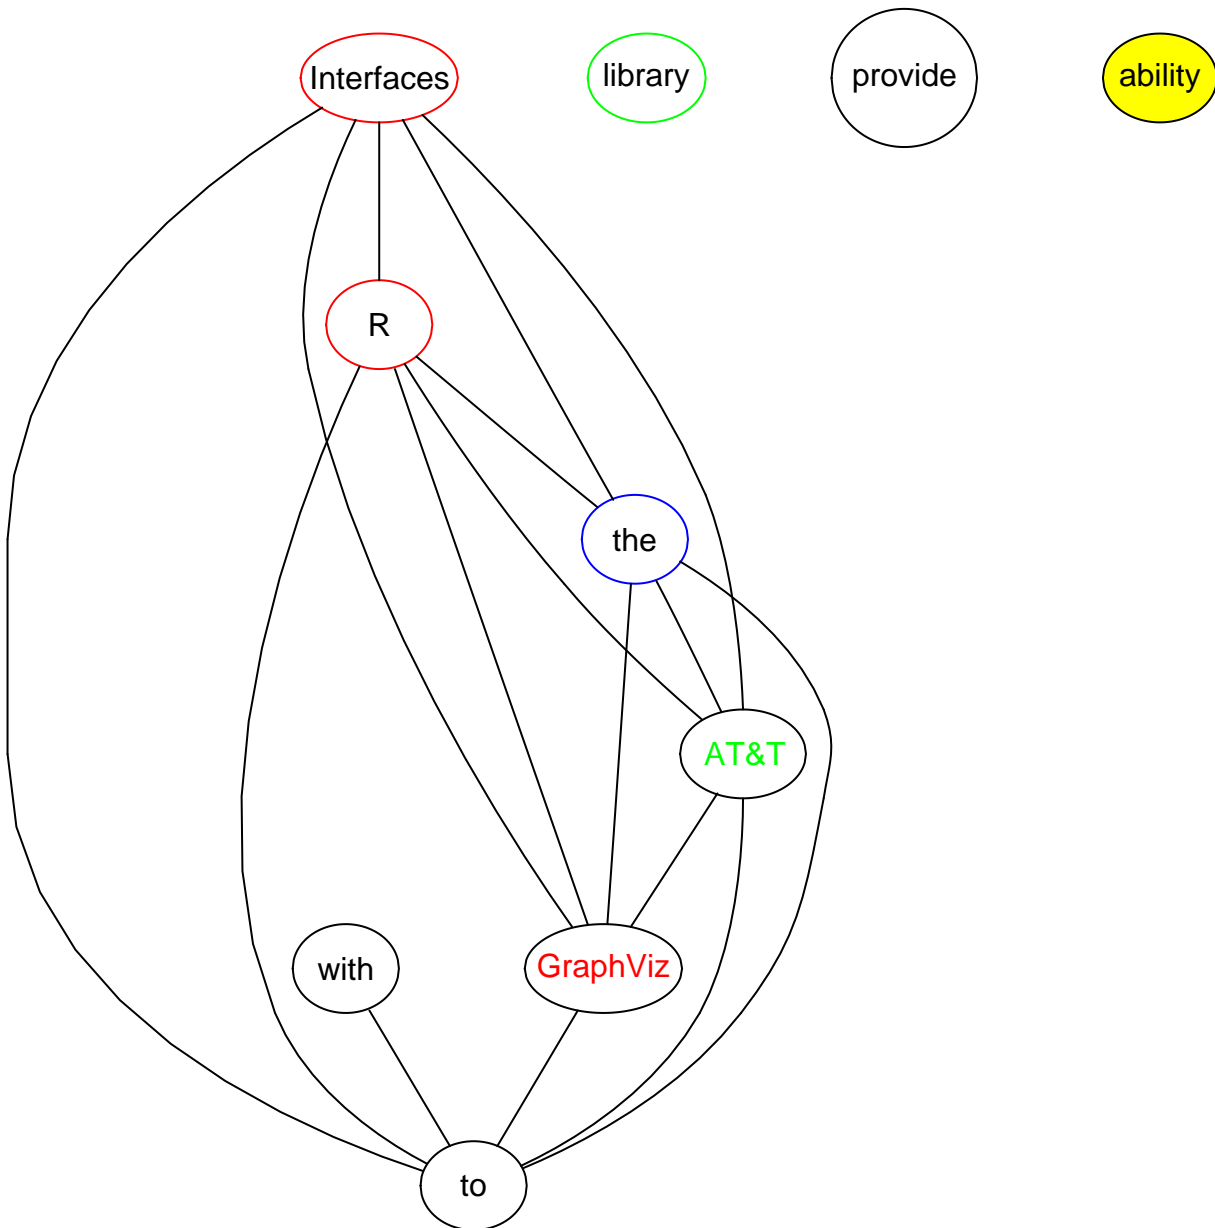 Interfaces
library
provide
ability
R
the
AT&T
with
GraphViz
to